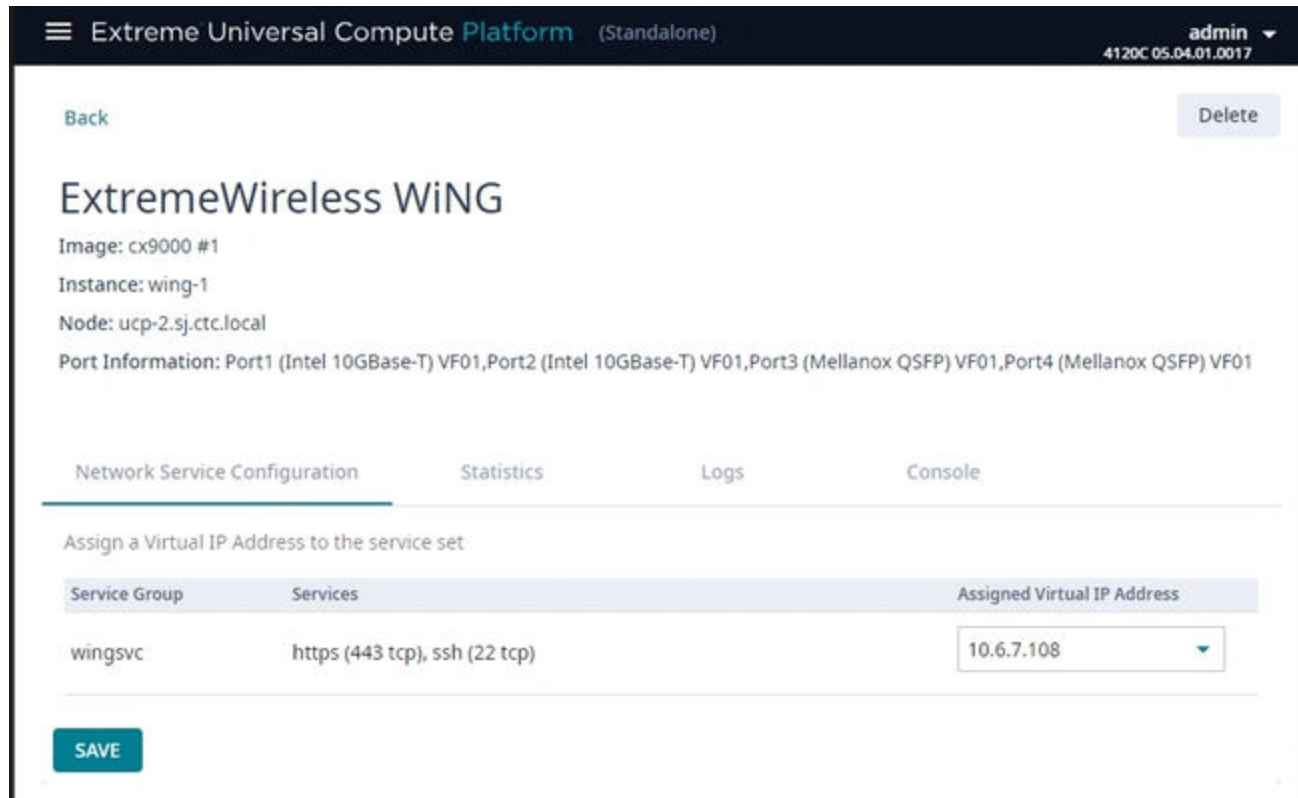 Extreme Universal Compute Platform (Standalone)
admin
4120C 05.04.01.0017
Back
Delete
ExtremeWireless WiNG
Image: cx9000 #1
Instance: wing-1
Node: ucp-2.sj.ctc.local
Port Information: Port1 (Intel 10GBase-T) VF01,Port2 (Intel 10GBase-T) VF01,Port3 (Mellanox QSFP) VF01,Port4 (Mellanox QSFP) VF01
Network Service Configuration Statistics Logs Console
Assign a Virtual IP Address to the service set
Service Group Services Assigned Virtual IP Address
wingsvc https (443 tcp), ssh (22 tcp) 10.6.7.108
SAVE